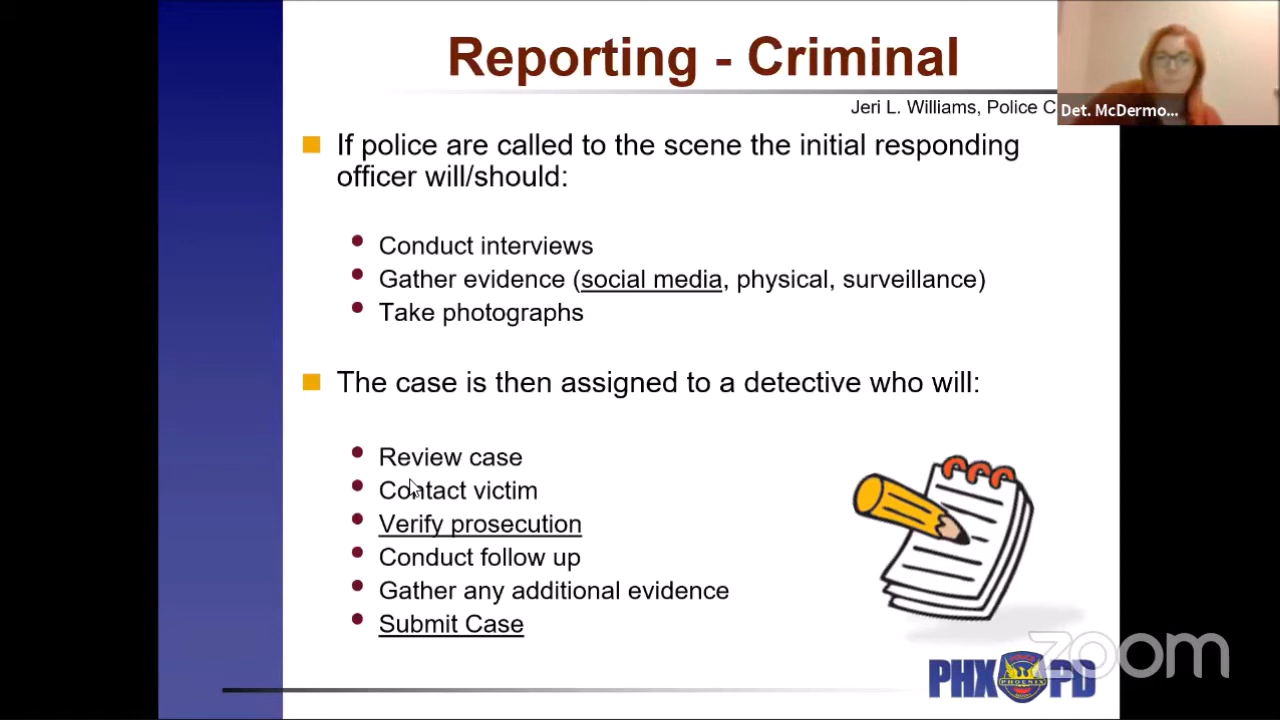 Reporting - Criminal
Jeri L. Williams, Police C
Det. McDermo...
If police are called to the scene the initial responding
officer will/should:
Conduct interviews
Gather evidence (social media, physical, surveillance)
Take photographs
The case is then assigned to a detective who will:
Review case
Contact victim
Verify prosecution
Conduct follow up
Gather any additional evidence
Submit Case
zoom
PHX PD
PHOENIX